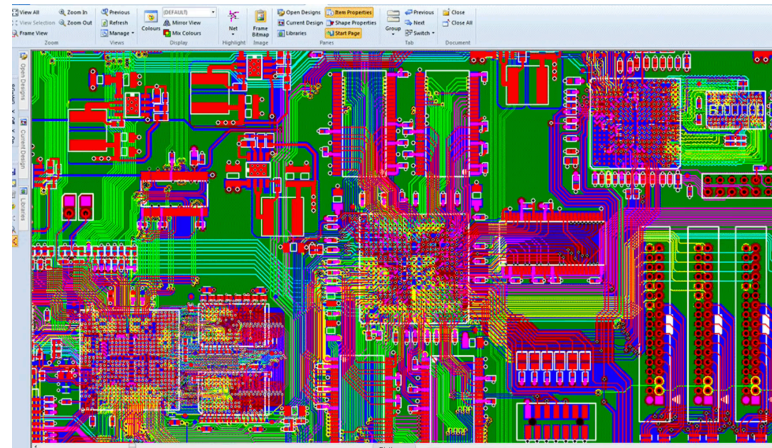 View All Zoom In Previous (DEFAULT) Open Designs Item Properties Previous Close
View Selection Zoom Out Refresh Mirror View Current Design Shape Properties Next Close All
Frame View Manage Colours Mix Colours Net Frame Bitmap Libraries Start Page Group Switch
Zoom Views Display Highlight Image Panes Tab Document
Open Designs
Current Design
Libraries